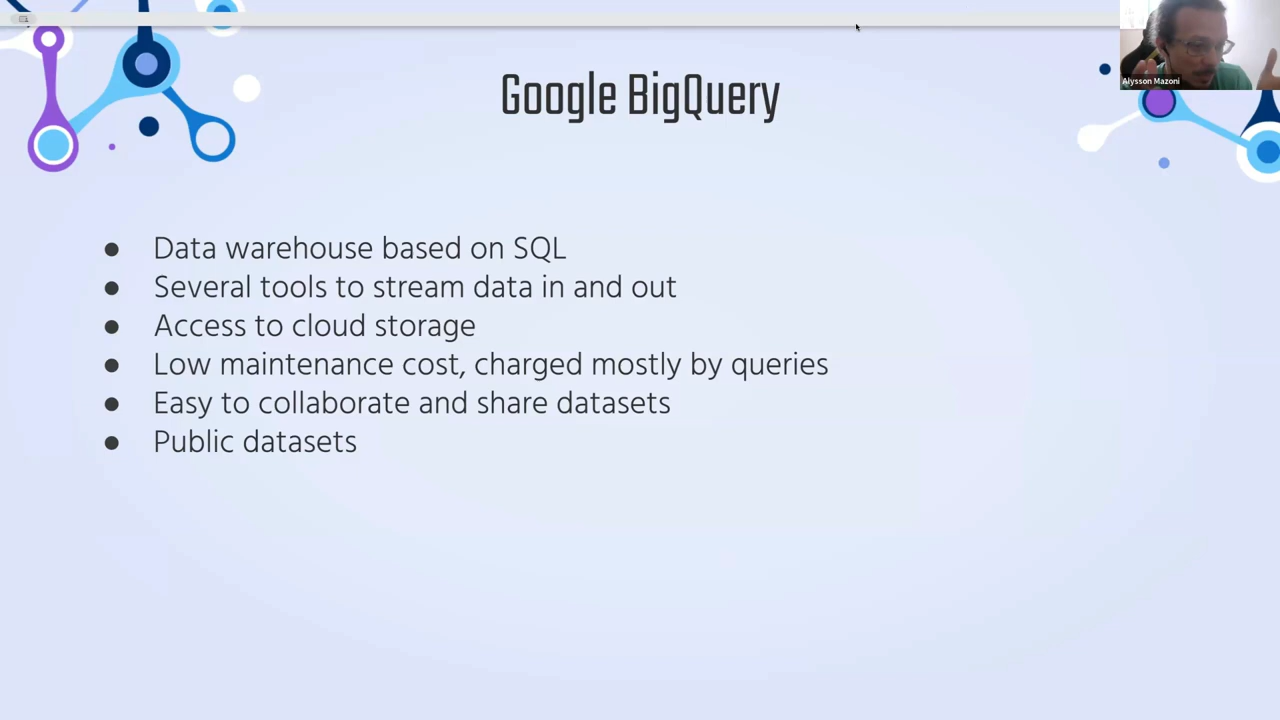 Google BigQuery
Alysson Mazoni
● Data warehouse based on SQL
● Several tools to stream data in and out
● Access to cloud storage
● Low maintenance cost, charged mostly by queries
● Easy to collaborate and share datasets
● Public datasets